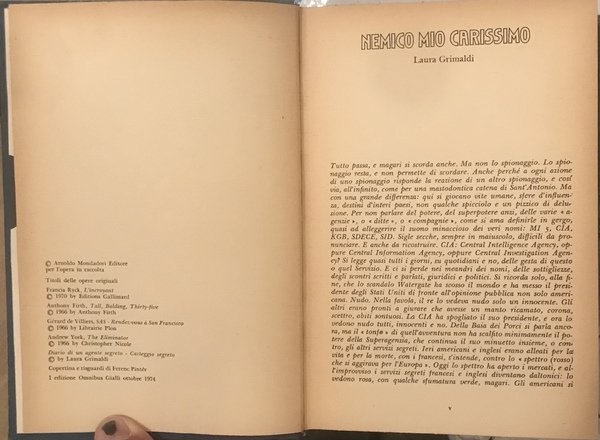 © Arnoldo Mondadori Editore
per l'opera in raccolta
Titoli delle opere originali
Francis Ryck, L'incroyant
© 1970 by Editions Gallimard
Anthony Firth, Tall, Balding, Thirty-five
© 1966 by Anthony Firth
Gérard de Villiers, SAS - Rendez-vous a San Francisco
© 1966 by Librairie Plon
Andrew York, The Eliminator
© 1966 by Christopher Nicole
Diario di un agente segreto - Carteggio segreto
© by Laura Grimaldi
Copertina e risguardi di Ferenc Pintér
I edizione Omnibus Gialli ottobre 1974
NEMICO MIO CARISSIMO
Laura Grimaldi
Tutto passa, e magari si scorda anche. Ma non lo spionaggio. Lo spio-
naggio resta, e non permette di scordare. Anche perché a ogni azione
di uno spionaggio risponde la reazione di un altro spionaggio, e così
via, all'infinito, come per una mastodontica catena di Sant'Antonio. Ma
con una grande differenza: qui si giocano vite umane, sfere d'influen-
za, destini d'interi paesi, non qualche spicciolo e un pizzico di delu-
sione. Per non parlare del potere, del superpotere anzi, delle varie « a-
genzie », o « ditte », o « compagnie », come si ama definirle in gergo,
quasi ad alleggerire il suono minaccioso dei veri nomi: MI 5, CIA,
KGB, SDECE, SID. Sigle secche, sempre in maiuscolo, difficili da pro-
nunciare. E anche da ricostruire. CIA: Central Intelligence Agency, op-
pure Central Information Agency, oppure Central Investigation Agen-
cy? Si legge quasi tutti i giorni, su quotidiani e no, delle gesta di questo
o quel Servizio. E ci si perde nei meandri dei nomi, delle sottigliezze,
degli scontri scritti e parlati, giuridici e politici. Si ricorda solo, alla fi-
ne, che lo scandalo Watergate ha scosso il mondo e ha messo il presi-
dente degli Stati Uniti di fronte all'opinione pubblica non solo ameri-
cana. Nudo. Nella favola, il re lo vedeva nudo solo un innocente. Gli
altri erano pronti a giurare che avesse un manto ricamato, corona,
scettro, abiti sontuosi. La CIA ha spogliato il suo presidente, e ora lo
vedono nudo tutti, innocenti e no. Della Baia dei Porci si parla anco-
ra, ma il « tonfo » di quell'avventura non ha scalfito minimamente il po-
tere della Superagenzia, che continua il suo minuetto insieme, o con-
tro, gli altri servizi segreti. Ieri americani e inglesi erano alleati per la
vita e per la morte, con i francesi, s'intende, contro lo « spettro (rosso)
che si aggirava per l'Europa ». Oggi lo spettro ha aperto i mercati, e al-
l'improvviso i servizi segreti francesi e inglesi diventano daltonici: lo
vedono rosa, con qualche sfumatura verde, magari. Gli americani si
v